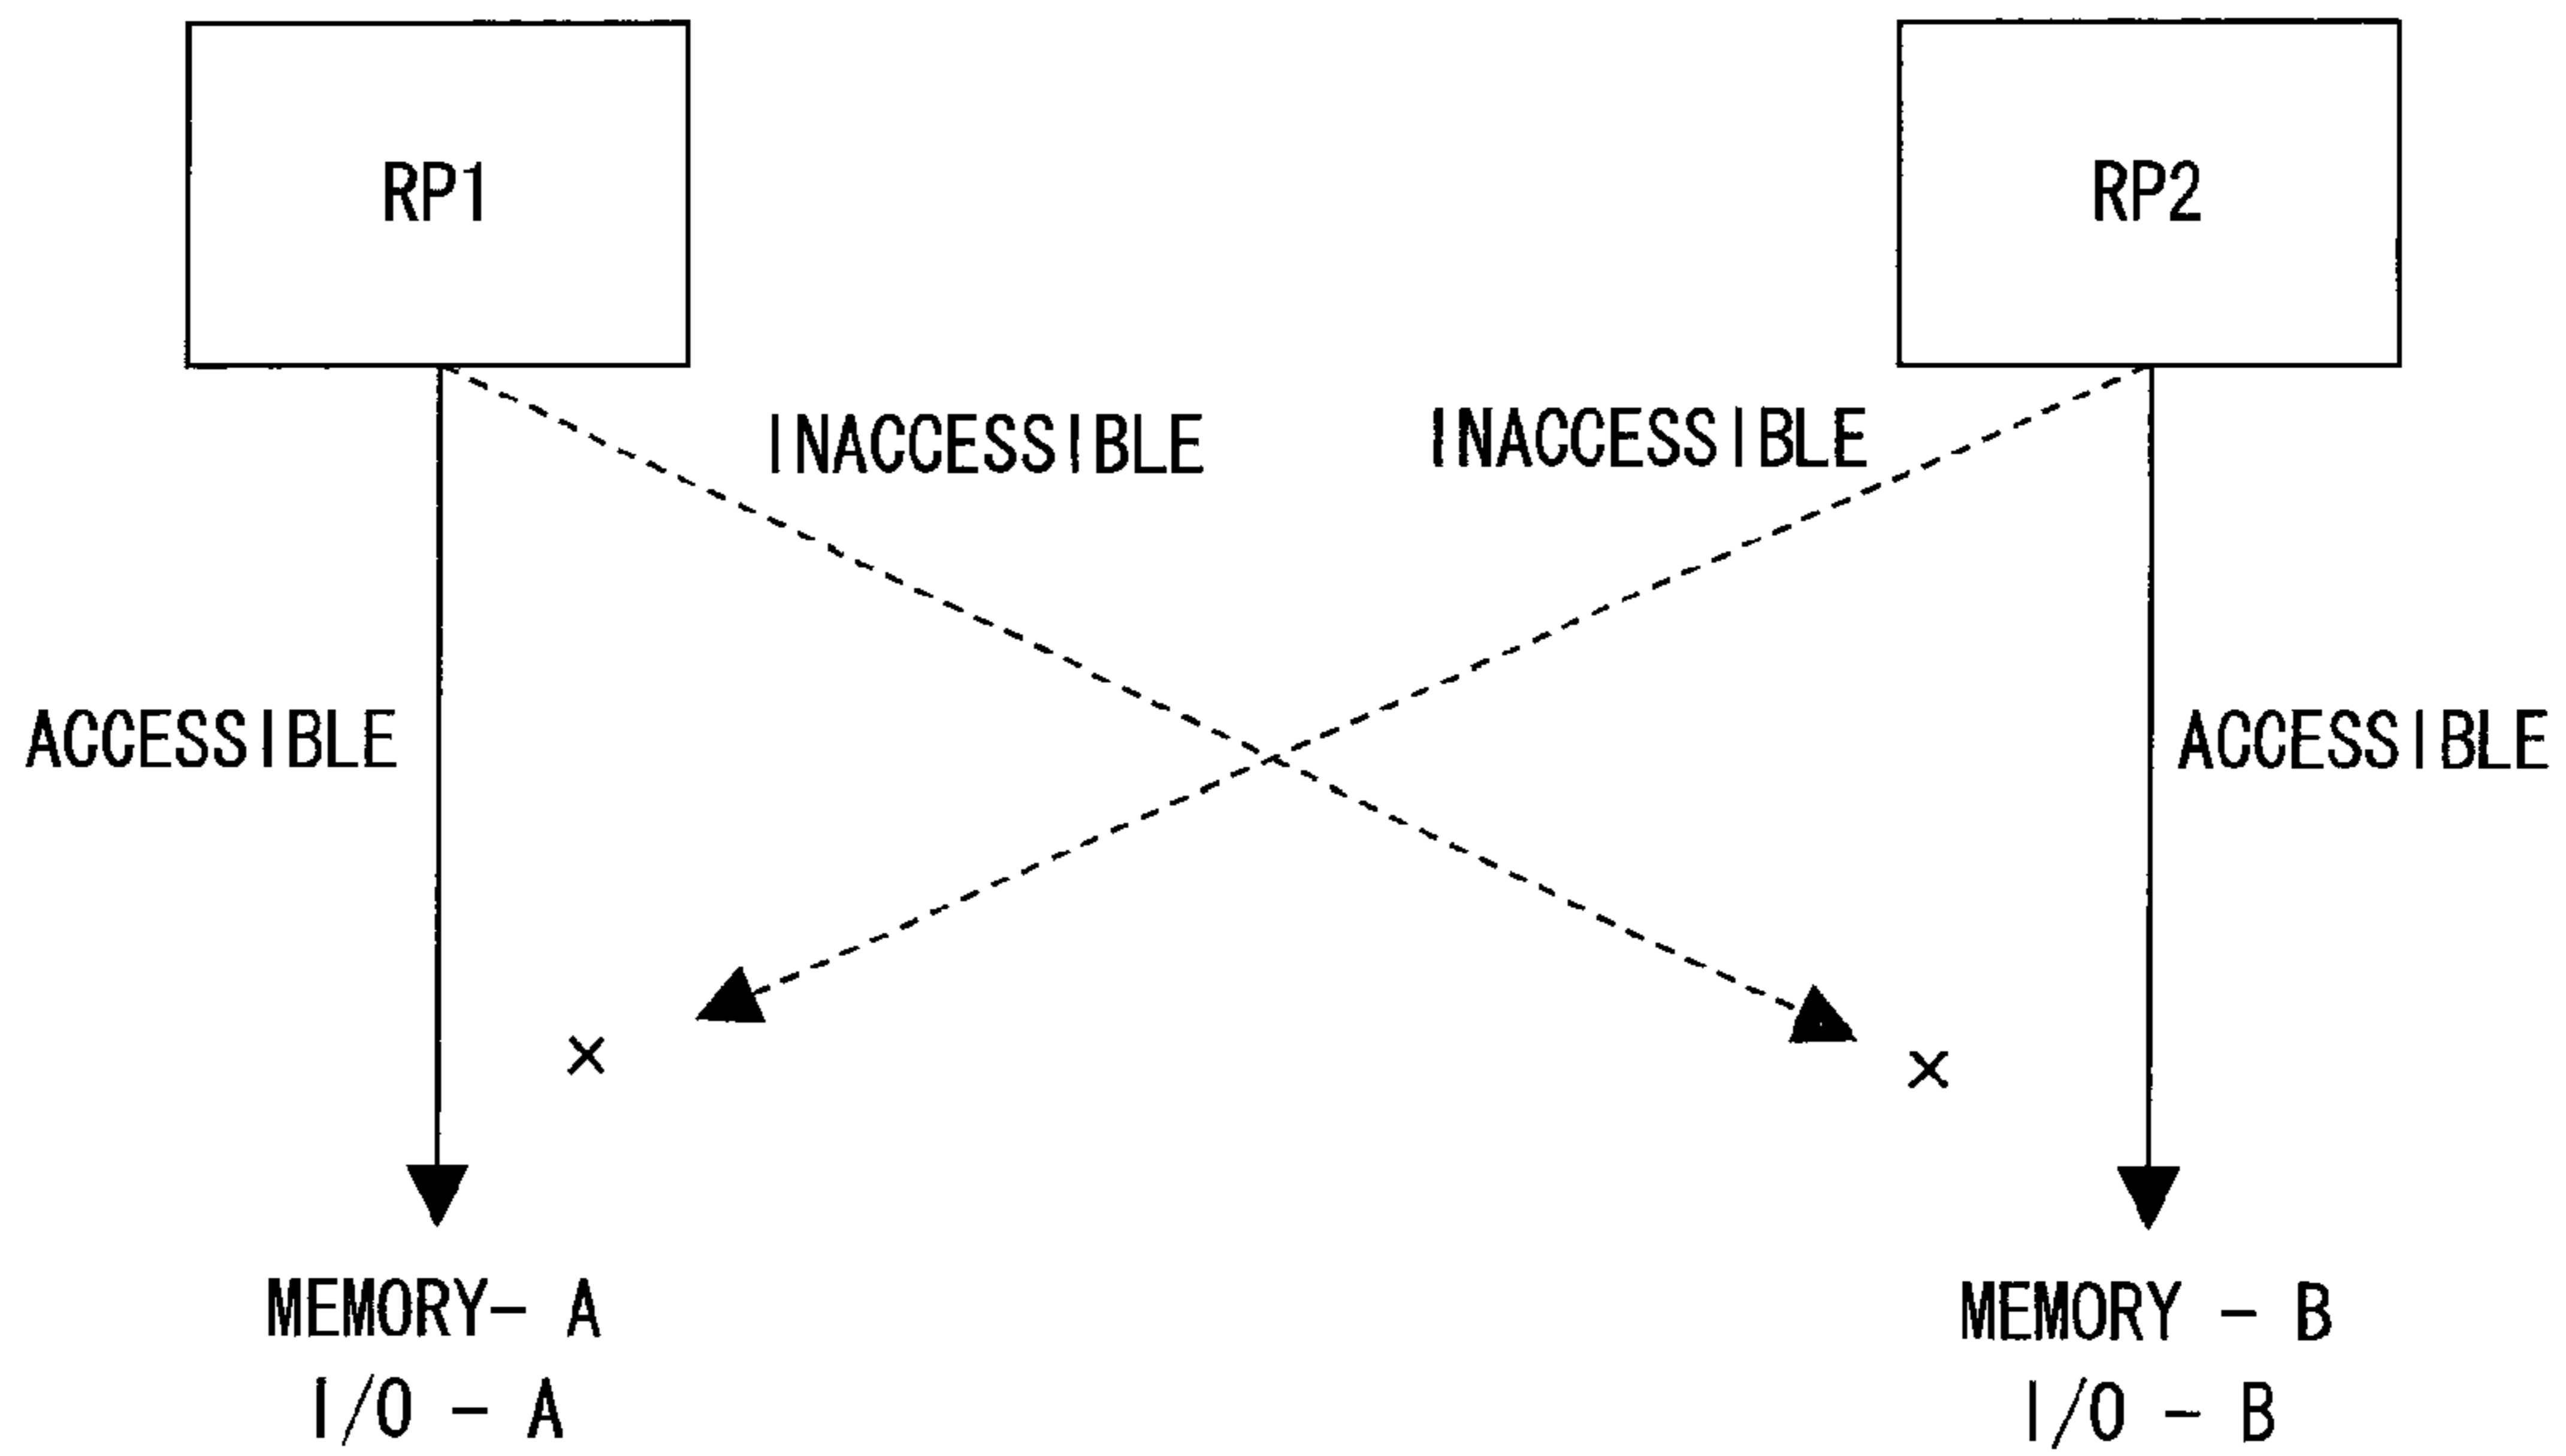 RP1
RP2
INACCESSIBLE
INACCESSIBLE
ACCESSIBLE
ACCESSIBLE
×
×
MEMORY- A
I/O - A
MEMORY - B
I/O - B